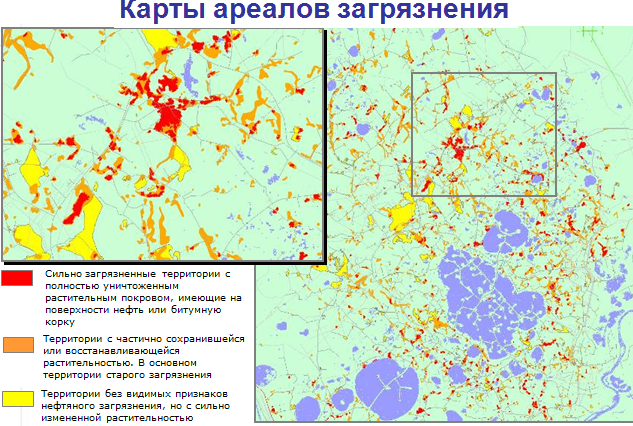 Карты ареалов загрязнения
Сильно загрязненные территории с
полностью уничтоженным
растительным покровом, имеющие на
поверхности нефть или битумную
корку
Территории с частично сохранившейся
или восстанавливающейся
растительностью. В основном
территории старого загрязнения
Территории без видимых признаков
нефтяного загрязнения, но с сильно
измененной растительностью